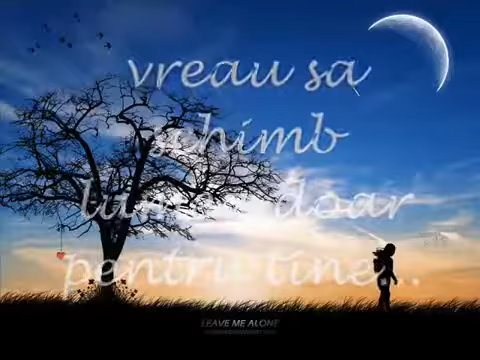 vreau sa
schimb
doar
pentru tine...
LEAVE ME ALONE